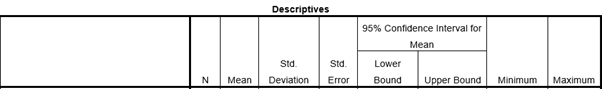 Descriptives
95% Confidence Interval for
Mean
Std. Std. Lower
N Mean Deviation Error Bound Upper Bound Minimum Maximum